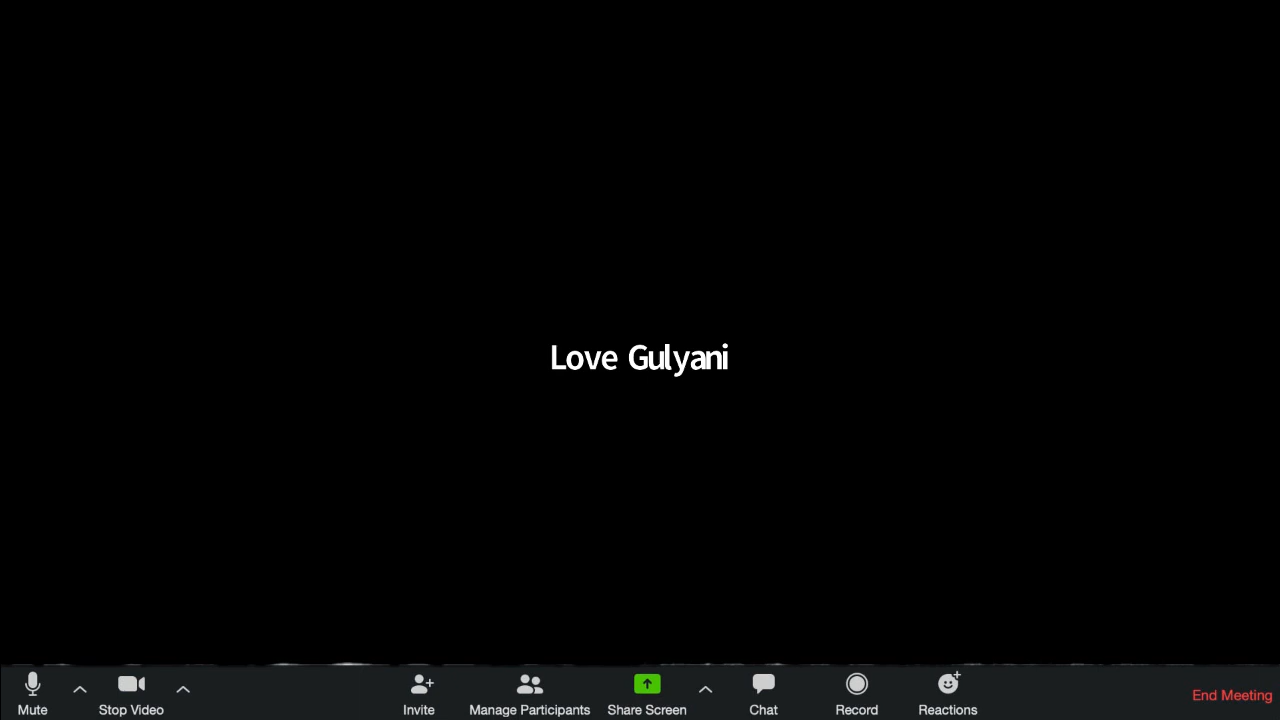 Love Gulyani
Mute
Stop Video
Invite
Manage Participants
Share Screen
Chat
Record
Reactions
End Meeting